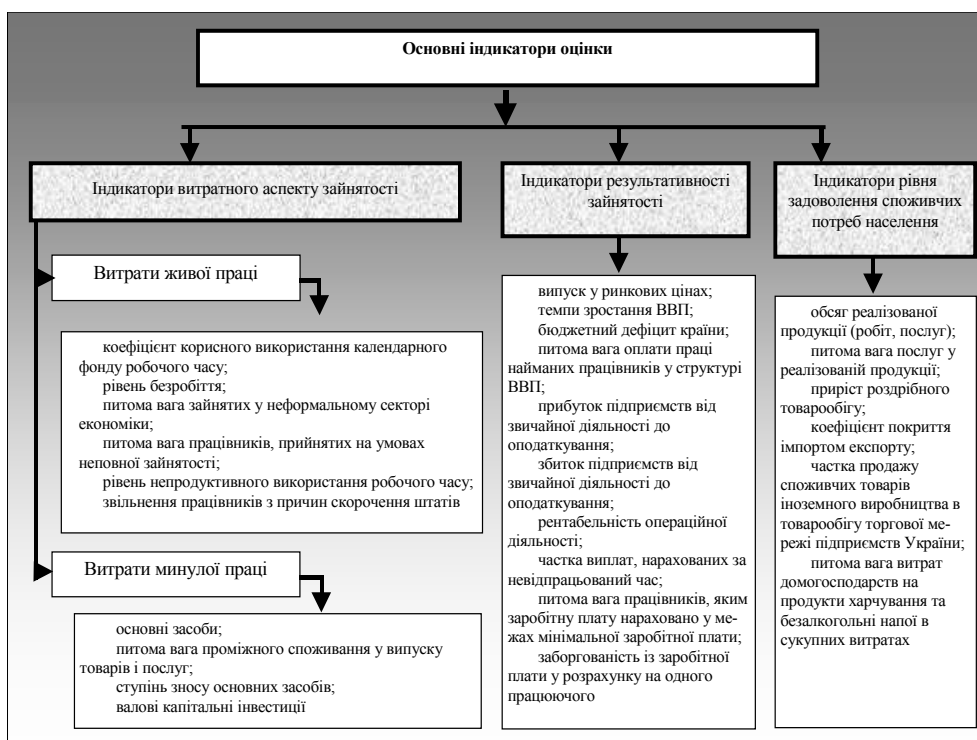 Основні індикатори оцінки
Індикатори витратного аспекту зайнятості
Витрати живої праці
коефіцієнт корисного використання календарного
фонду робочого часу;
рівень безробіття;
питома вага зайнятих у неформальному секторі
економіки;
питома вага працівників, прийнятих на умовах
неповної зайнятості;
рівень непродуктивного використання робочого часу;
звільнення працівників з причин скорочення штатів
Витрати минулої праці
основні засоби;
питома вага проміжного споживання у випуску
товарів і послуг;
ступінь зносу основних засобів;
валові капітальні інвестиції
Індикатори результативності
зайнятості
випуск у ринкових цінах;
темпи зростання ВВП;
бюджетний дефіцит країни;
питома вага оплати праці
найманих працівників у структурі
ВВП;
прибуток підприємств від
звичайної діяльності до
оподаткування;
збиток підприємств від
звичайної діяльності до
оподаткування;
рентабельність операційної
діяльності;
частка виплат, нарахованих за
невідпрацьований час;
питома вага працівників, яким
заробітну плату нараховано у ме-
жах мінімальної заробітної плати;
заборгованість із заробітної
плати у розрахунку на одного
працюючого
Індикатори рівня
задоволення споживчих
потреб населення
обсяг реалізованої
продукції (робіт, послуг);
питома вага послуг у
реалізованій продукції;
приріст роздрібного
товарообігу;
коефіцієнт покриття
імпортом експорту;
частка продажу
споживчих товарів
іноземного виробництва в
товарообігу торгової ме-
режі підприємств України;
питома вага витрат
домогосподарств на
продукти харчування та
безалкогольні напої в
сукупних витратах